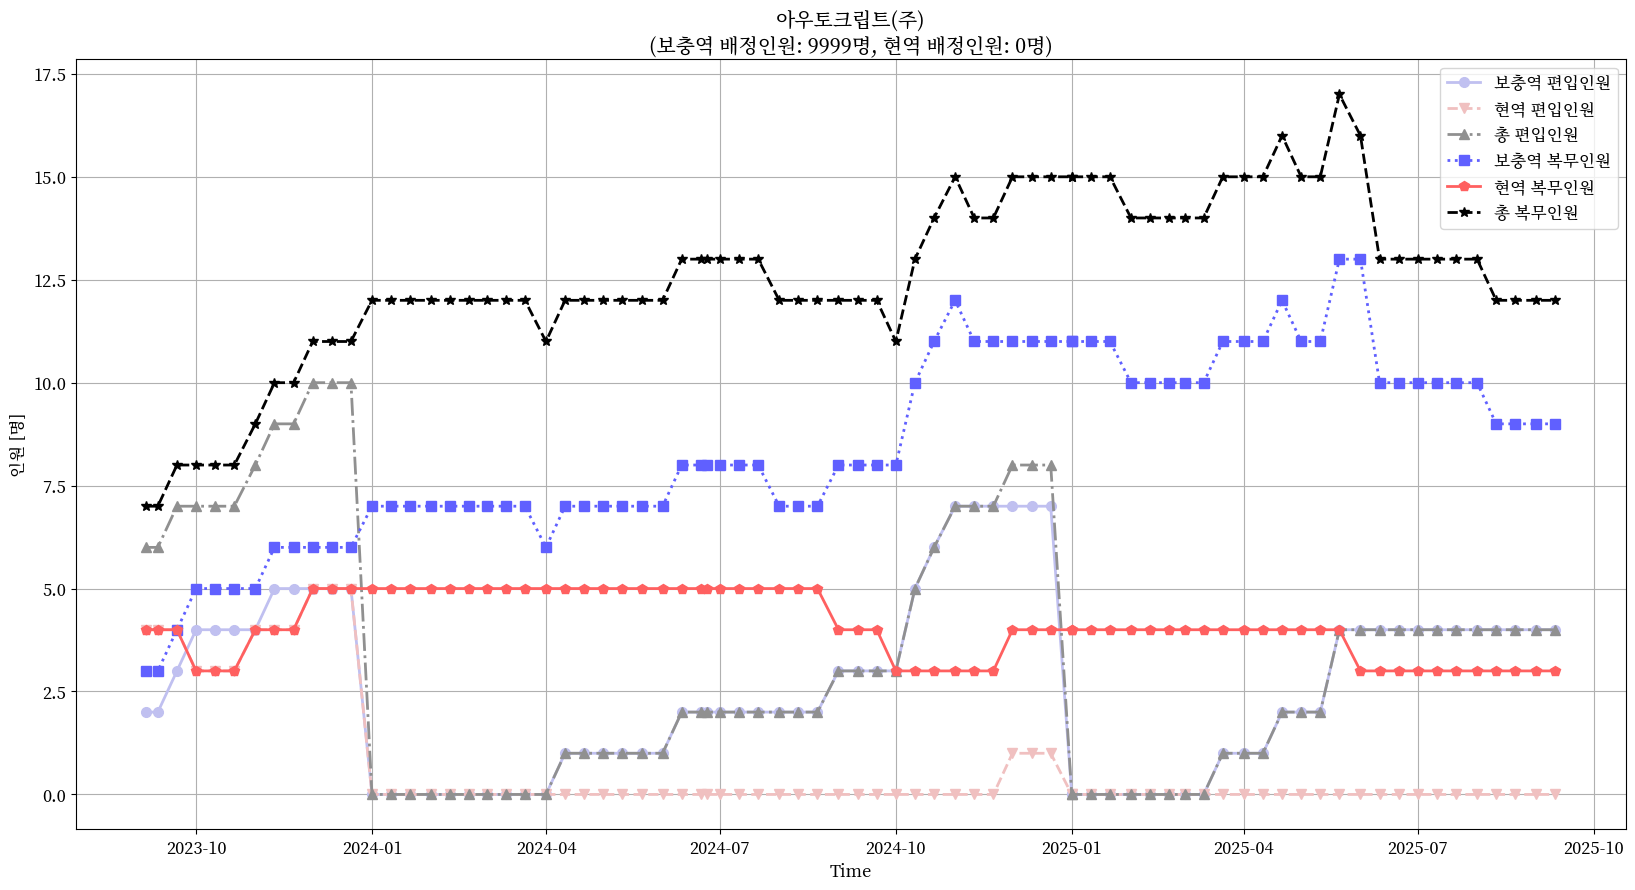 아우토크립트(주)
(보충역 배정인원: 9999명, 현역 배정인원: 0명)
17.5
15.0
12.5
10.0
7.5
5.0
2.5
0.0
인원 [명]
보충역 편입인원
현역 편입인원
총 편입인원
보충역 복무인원
현역 복무인원
총 복무인원
2023-10
2024-01
2024-04
2024-07
2024-10
2025-01
2025-04
2025-07
2025-10
Time